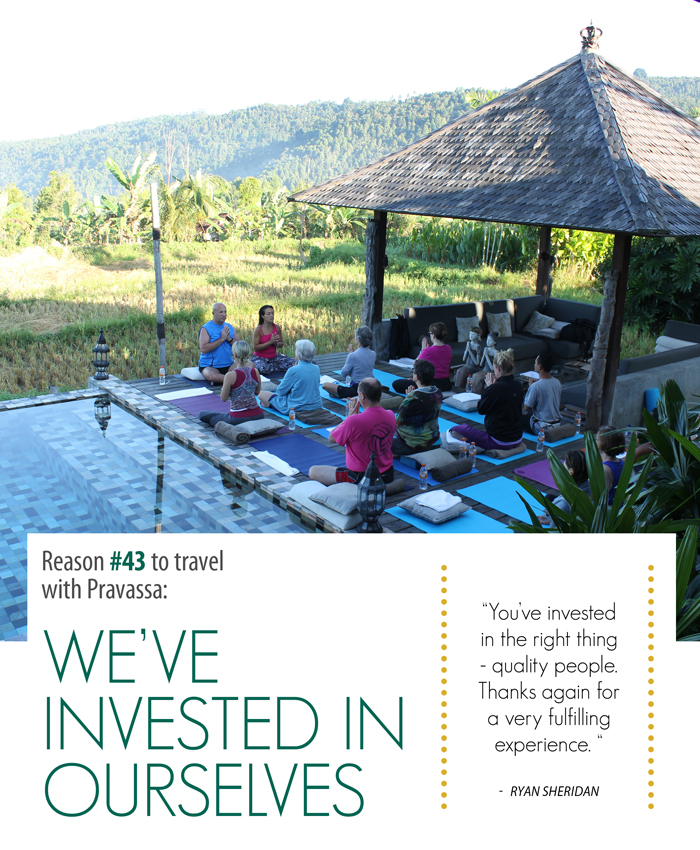 Reason #43 to travel
with Pravassa:
WE'VE
INVESTED IN
OURSELVES
“You've invested
in the right thing
- quality people.
Thanks again for
a very fulfilling
experience. “
- RYAN SHERIDAN